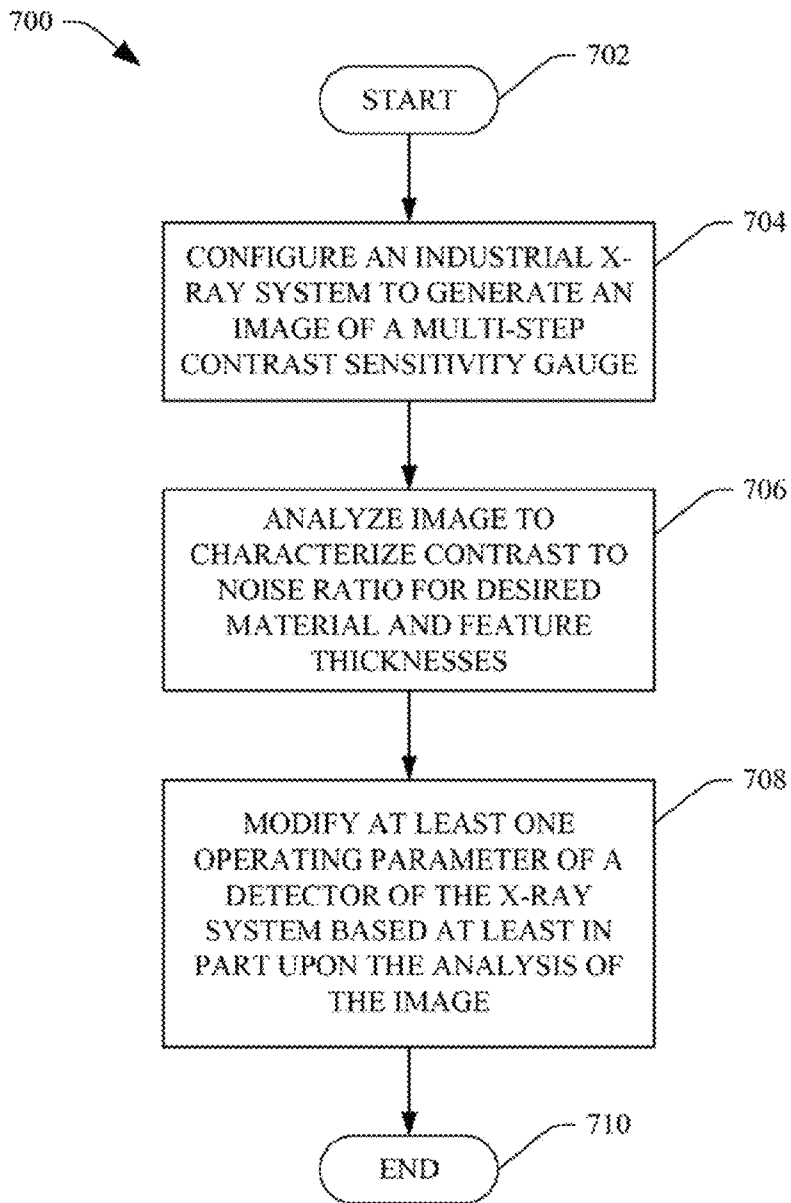 700
702
START
704
CONFIGURE AN INDUSTRIAL X-
RAY SYSTEM TO GENERATE AN
IMAGE OF A MULTI-STEP
CONTRAST SENSITIVITY GAUGE
706
ANALYZE IMAGE TO
CHARACTERIZE CONTRAST TO
NOISE RATIO FOR DESIRED
MATERIAL AND FEATURE
THICKNESSES
708
MODIFY AT LEAST ONE
OPERATING PARAMETER OF A
DETECTOR OF THE X-RAY
SYSTEM BASED AT LEAST IN
PART UPON THE ANALYSIS OF
THE IMAGE
710
END